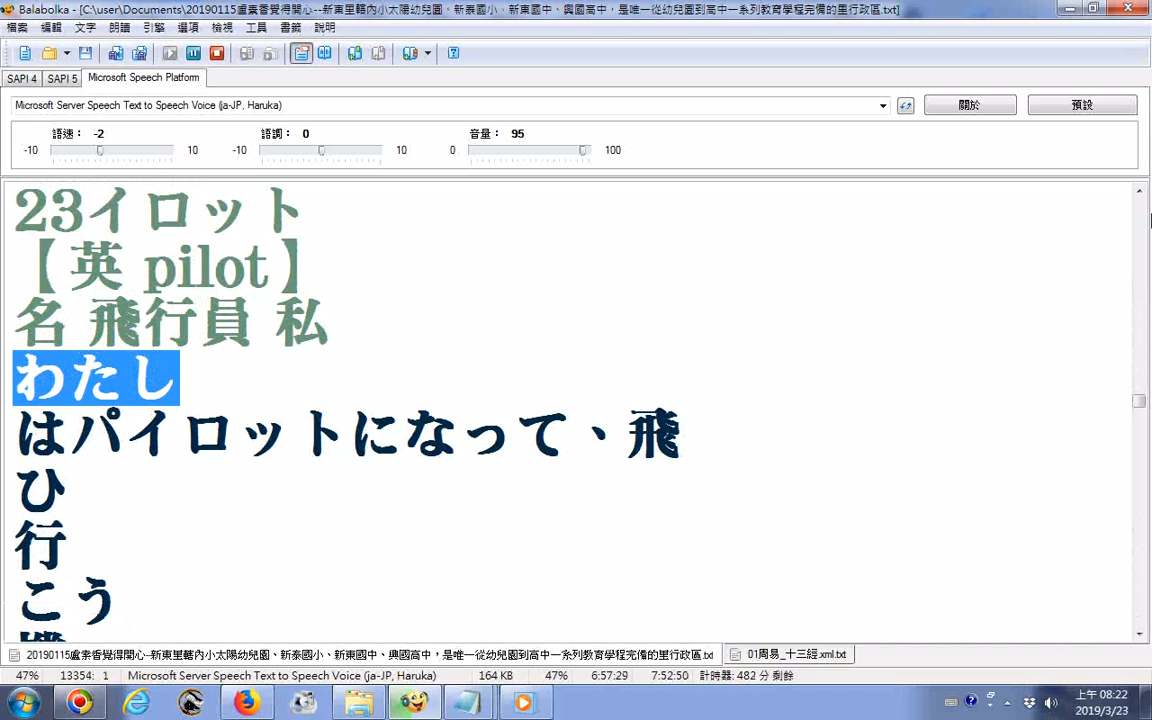 Balabolka - [C:\user\Documents\20190115盧素香覺得開心--新東里轄內小太陽幼兒園、新泰國小、新東國中、興國高中，是唯一從幼兒園到高中一系列教育學程完備的里行政區.txt]
檔案 編輯 文字 朗讀 引擎 選項 檢視 工具 書籤 說明
SAPI 4 SAPI 5 Microsoft Speech Platform
Microsoft Server Speech Text to Speech Voice (ja-JP, Haruka) 關於 預設
語速： -2 語調： 0 音量： 95
-10 10 -10 10 0 100
23イロット
【英 pilot】
名 飛行員 私
わたし
はパイロットになって、飛
ひ
行
こう
20190115盧素香覺得開心--新東里轄內小太陽幼兒園、新泰國小、新東國中、興國高中，是唯一從幼兒園到高中一系列教育學程完備的里行政區.txt 01周易_十三經.xml.txt
47% 13354: 1 Microsoft Server Speech Text to Speech Voice (ja-JP, Haruka) 164 KB 47% 6:57:29 7:52:50 計時器: 482 分 剩餘
上午 08:22
2019/3/23